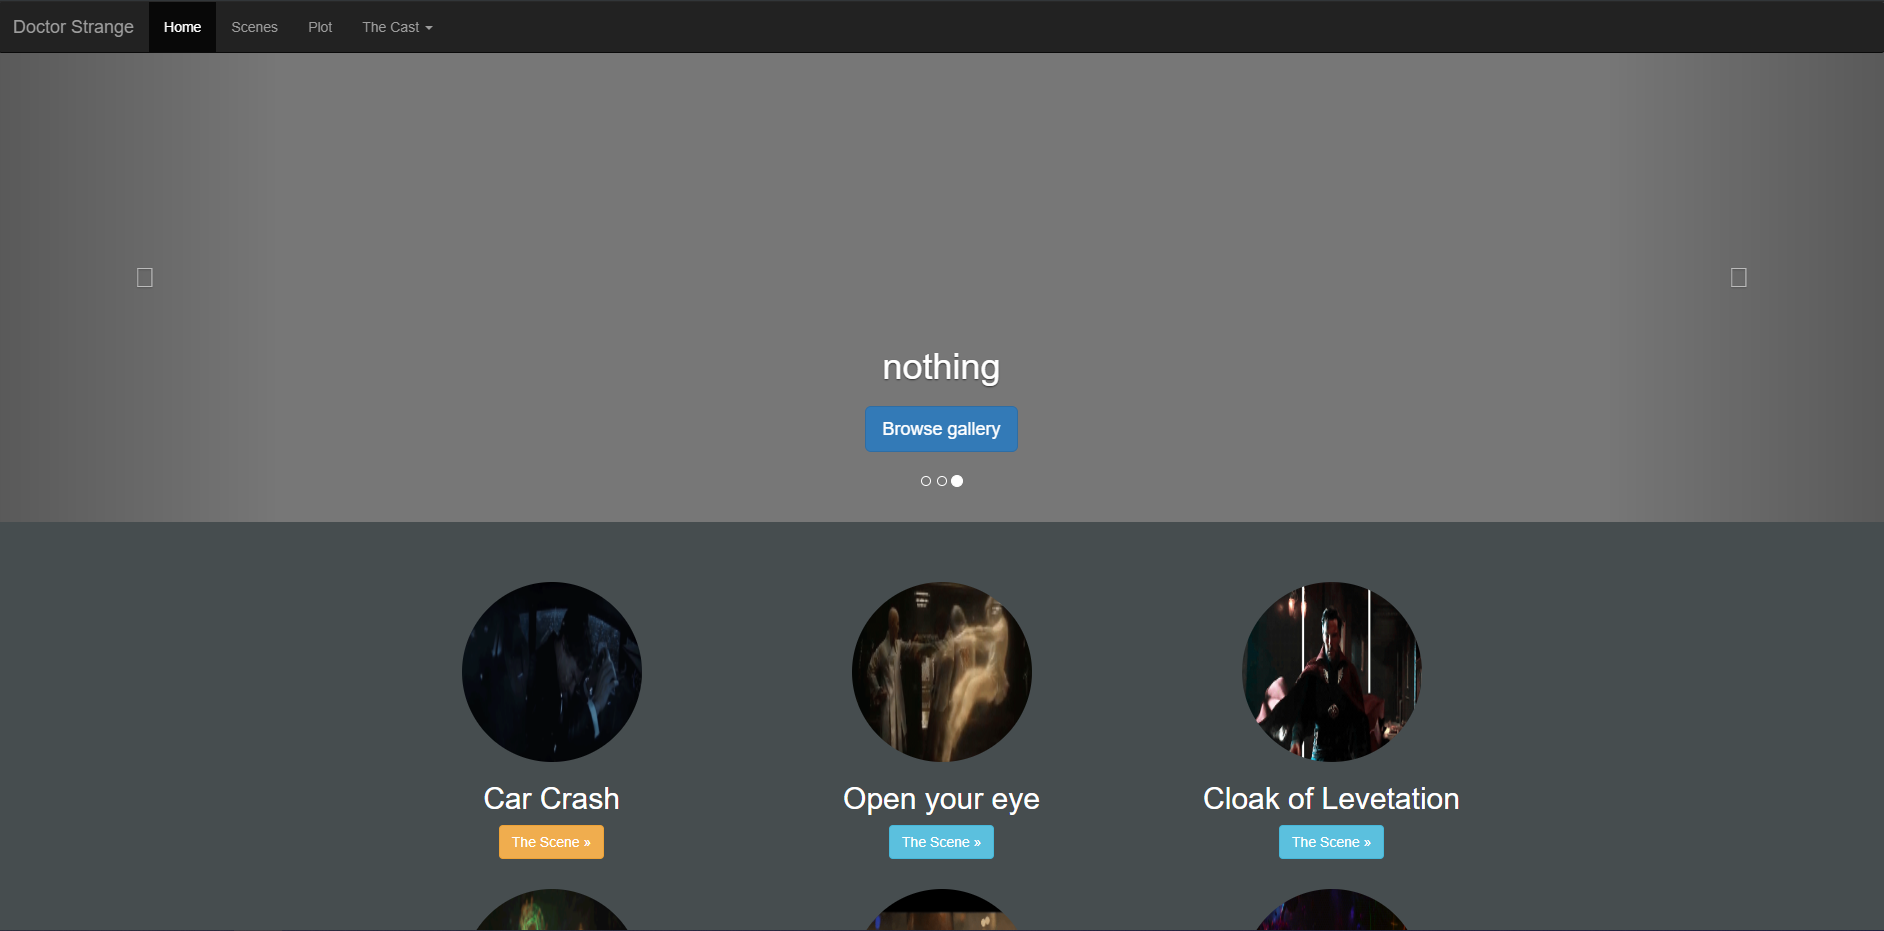 Doctor Strange Home Scenes Plot The Cast
nothing
Browse gallery
Car Crash Open your eye Cloak of Levetation
The Scene » The Scene » The Scene »